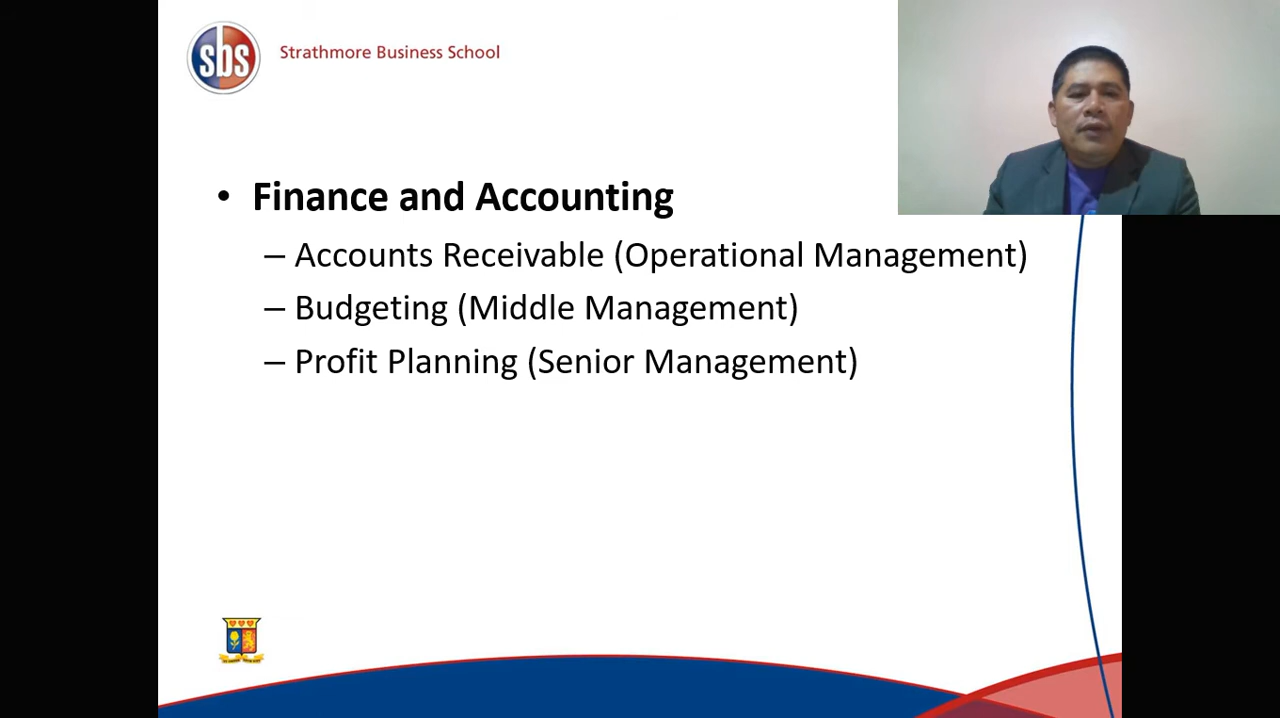 sbs Strathmore Business School
• Finance and Accounting
– Accounts Receivable (Operational Management)
– Budgeting (Middle Management)
– Profit Planning (Senior Management)